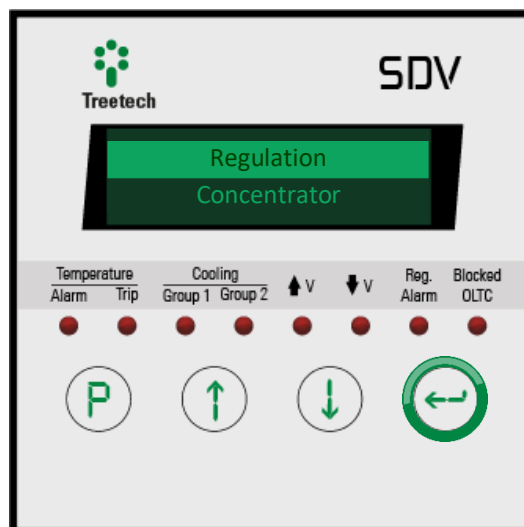 Treetech
SDV
Regulation
Concentrator
Temperature
Alarm Trip
Cooling
Group 1 Group 2
V
V
Reg.
Alarm
Blocked
OLTC
P